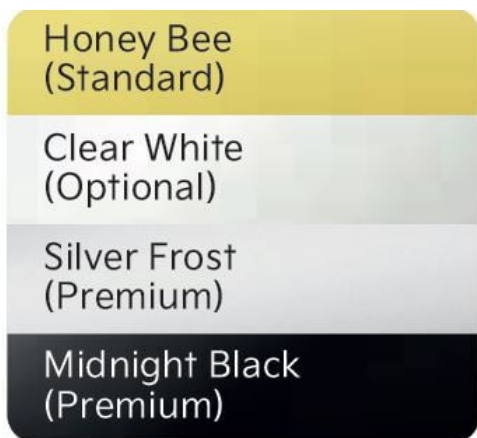 Honey Bee
(Standard)
Clear White
(Optional)
Silver Frost
(Premium)
Midnight Black
(Premium)